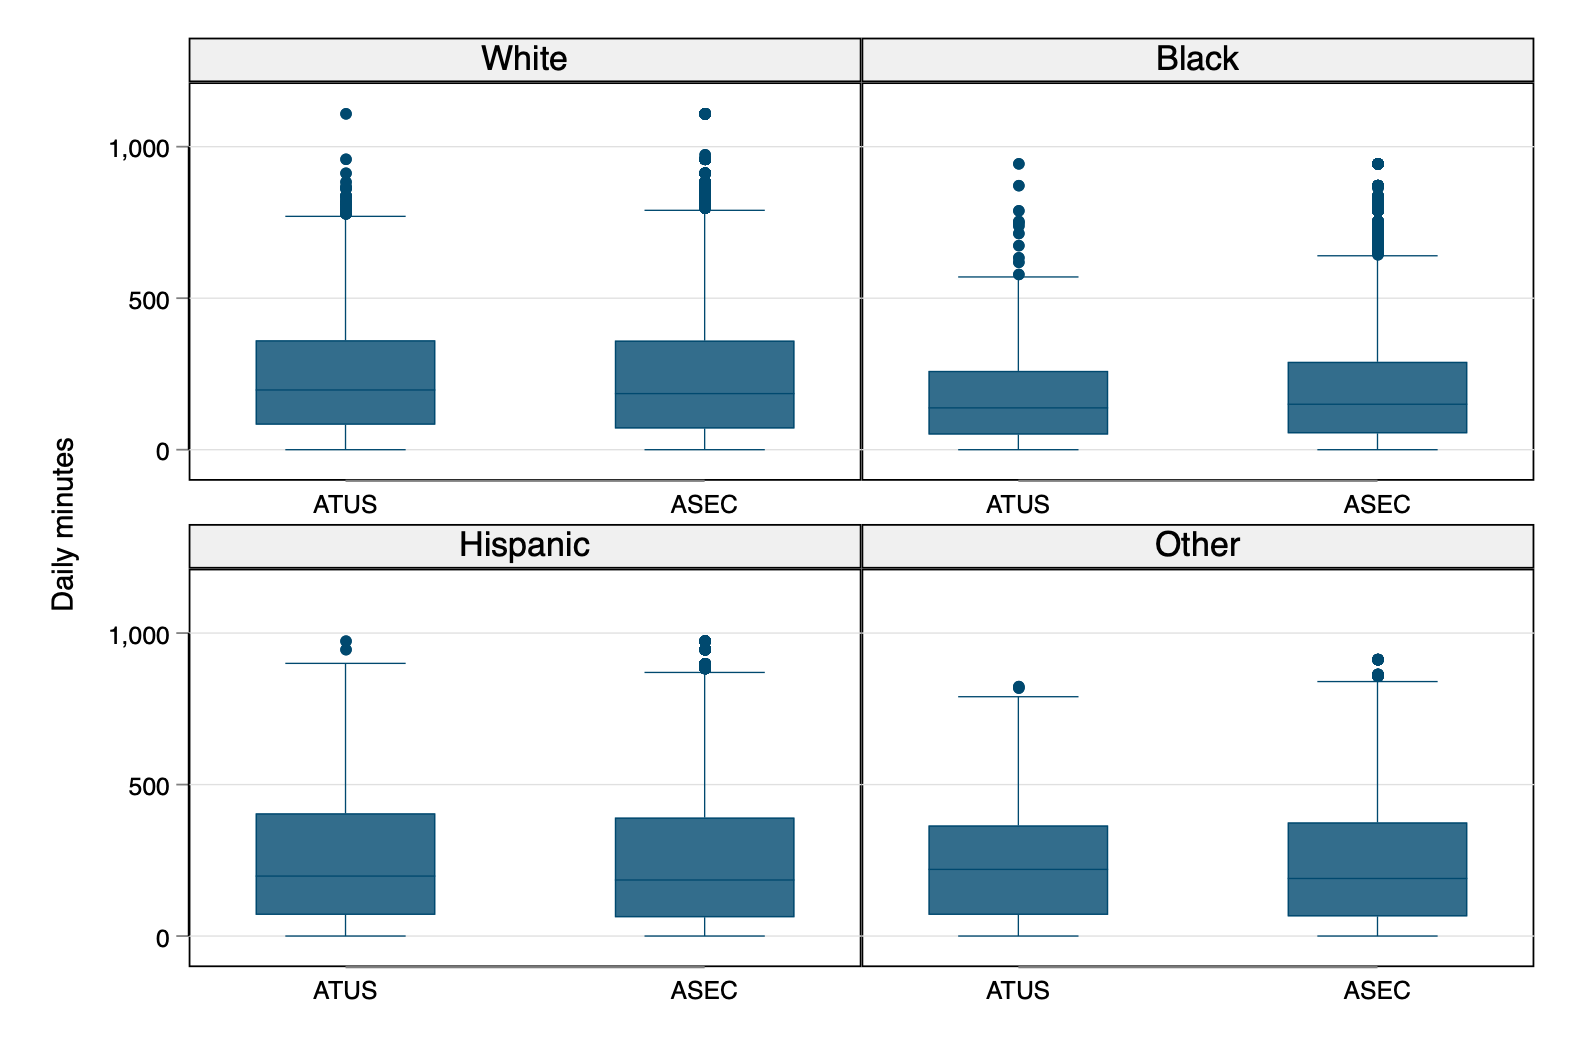 White
Black
1,000
500
0
ATUS
ASEC
ATUS
ASEC
Daily minutes
Hispanic
Other
1,000
500
0
ATUS
ASEC
ATUS
ASEC